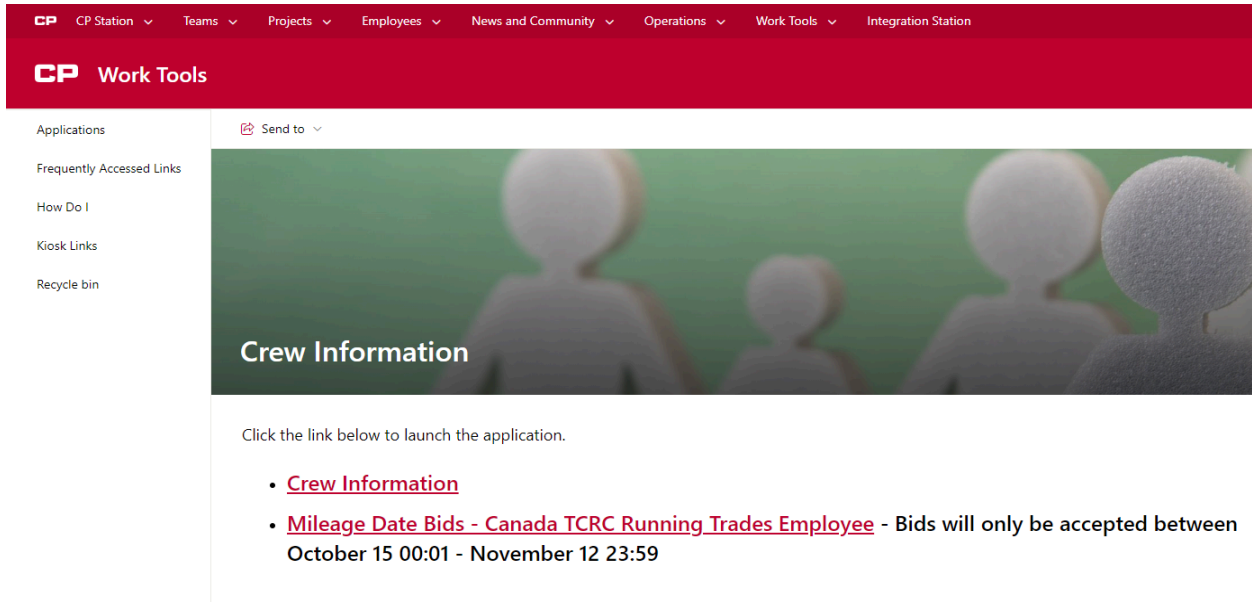 CP CP Station Teams Projects Employees News and Community Operations Work Tools Integration Station
CP Work Tools
Applications
Frequently Accessed Links
How Do I
Kiosk Links
Recycle bin
Send to
Crew Information
Click the link below to launch the application.
• Crew Information
• Mileage Date Bids - Canada TCRC Running Trades Employee - Bids will only be accepted between
October 15 00:01 - November 12 23:59